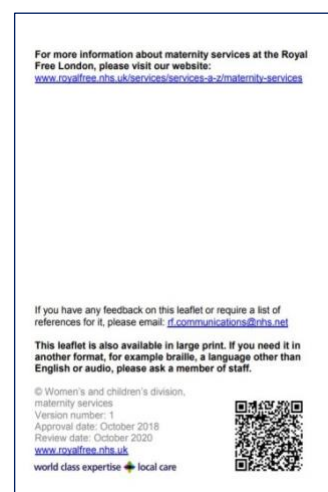 For more information about maternity services at the Royal
Free London, please visit our website:
www.royalfree.nhs.uk/services/services-a-z/maternity-services
If you have any feedback on this leaflet or require a list of
references for it, please email: rf.communications@nhs.net
This leaflet is also available in large print. If you need it in
another format, for example braille, a language other than
English or audio, please ask a member of staff.
© Women's and children's division,
maternity services
Version number: 1
Approval date: October 2018
Review date: October 2020
www.royalfree.nhs.uk
world class expertise local care